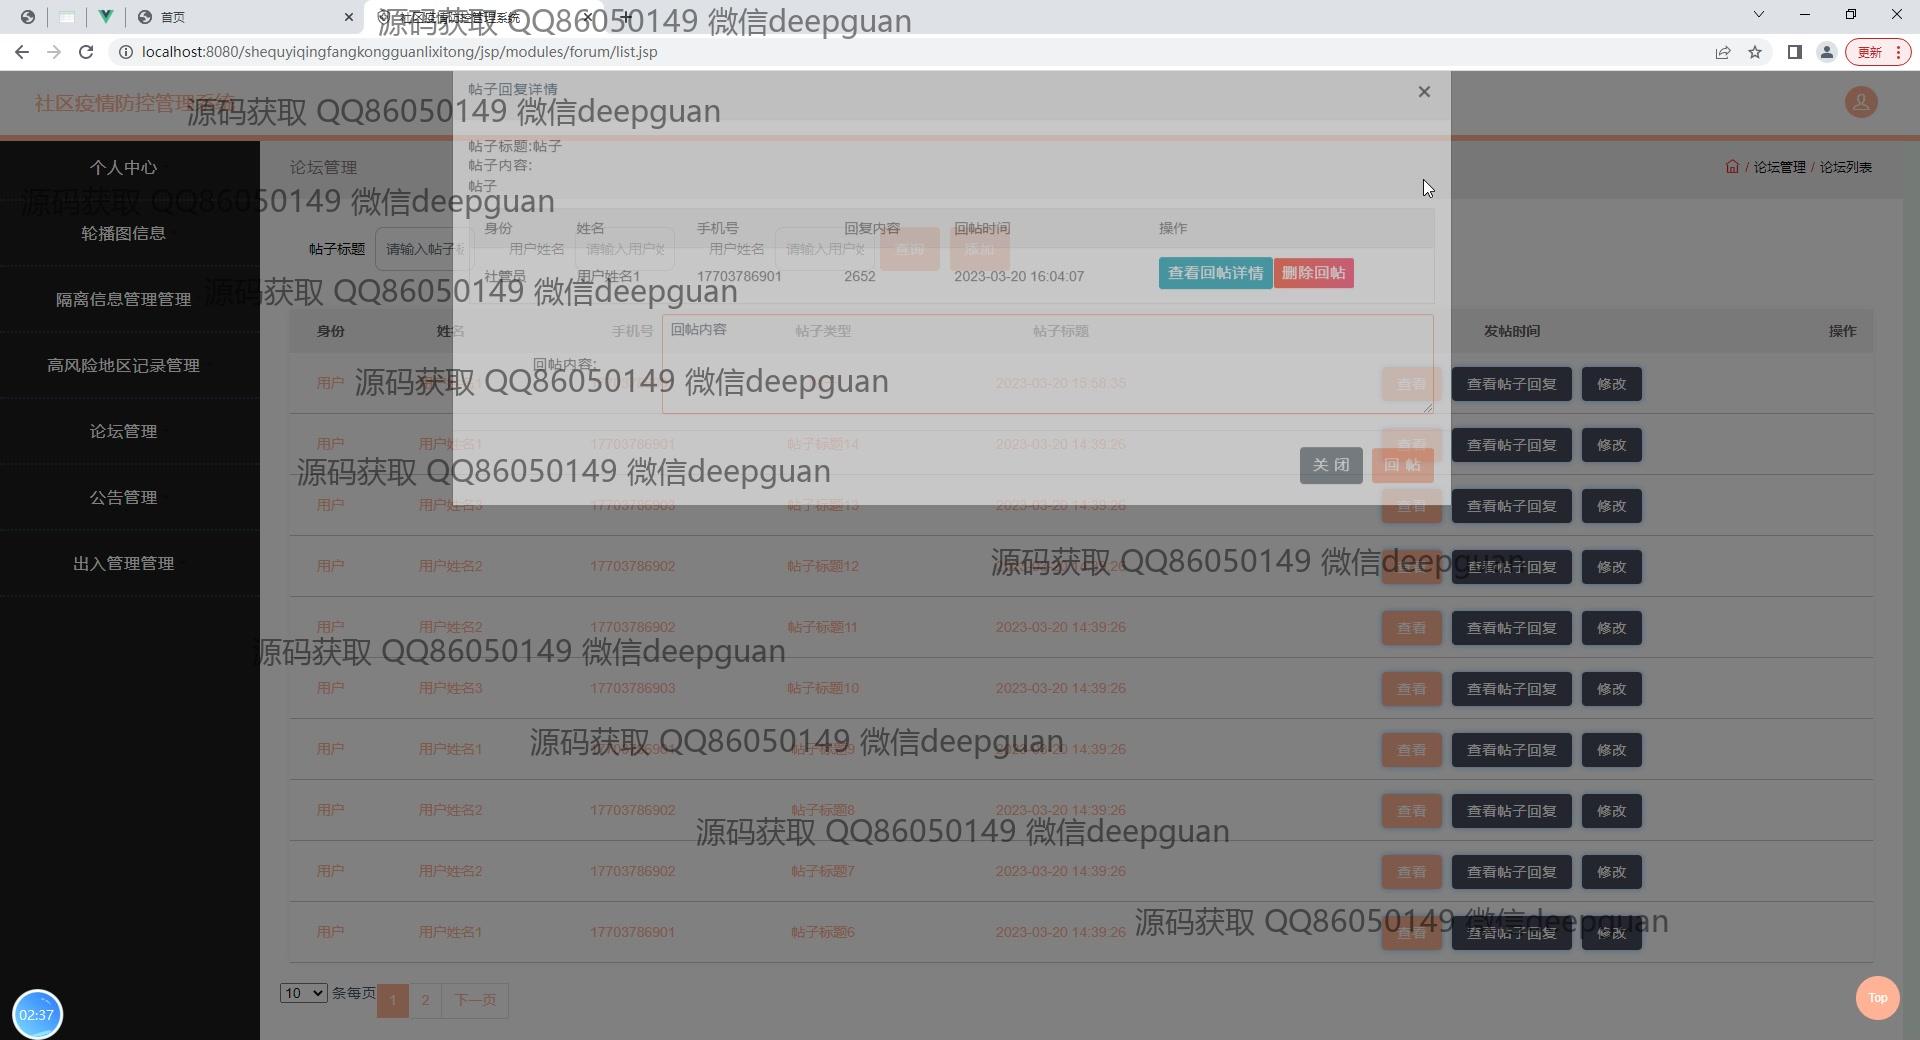 首页
社区疫情防控管理系统
源码获取 QQ86050149 微信deepguan
localhost:8080/shequyiqingfangkongguanlixitong/jsp/modules/forum/list.jsp
更新
社区疫情防控管理系统
源码获取 QQ86050149 微信deepguan
帖子回复详情
帖子标题:帖子
帖子内容:
帖子
个人中心
论坛管理
/ 论坛管理 / 论坛列表
源码获取 QQ86050149 微信deepguan
轮播图信息
身份 姓名 手机号 回复内容 回帖时间 操作
帖子标题 请输入帖子标 用户姓名 请输入用户姓 用户姓名 请输入用户姓 查询 添加
社管员 用户姓名1 17703786901 2652 2023-03-20 16:04:07 查看回帖详情 删除回帖
隔离信息管理管理
源码获取 QQ86050149 微信deepguan
身份 姓名 手机号 帖子类型 帖子标题 发帖时间 操作
回帖内容
回帖内容:
高风险地区记录管理
源码获取 QQ86050149 微信deepguan
用户 2023-03-20 15:58:35 查看 查看帖子回复 修改
论坛管理
用户 用户姓名1 17703786901 帖子标题14 2023-03-20 14:39:26 查看 查看帖子回复 修改
源码获取 QQ86050149 微信deepguan
关 闭 回 帖
公告管理
用户 用户姓名3 17703786903 帖子标题13 2023-03-20 14:39:26 查看 查看帖子回复 修改
出入管理管理
源码获取 QQ86050149 微信deepguan
用户 用户姓名2 17703786902 帖子标题12 2023-03-20 14:39:26 查看 查看帖子回复 修改
用户 用户姓名2 17703786902 帖子标题11 2023-03-20 14:39:26 查看 查看帖子回复 修改
源码获取 QQ86050149 微信deepguan
用户 用户姓名3 17703786903 帖子标题10 2023-03-20 14:39:26 查看 查看帖子回复 修改
源码获取 QQ86050149 微信deepguan
用户 用户姓名1 17703786901 帖子标题9 2023-03-20 14:39:26 查看 查看帖子回复 修改
用户 用户姓名2 17703786902 帖子标题8 2023-03-20 14:39:26 查看 查看帖子回复 修改
源码获取 QQ86050149 微信deepguan
用户 用户姓名2 17703786902 帖子标题7 2023-03-20 14:39:26 查看 查看帖子回复 修改
源码获取 QQ86050149 微信deepguan
用户 用户姓名1 17703786901 帖子标题6 2023-03-20 14:39:26 查看 查看帖子回复 修改
10 条每页 1 2 下一页
Top
02:37